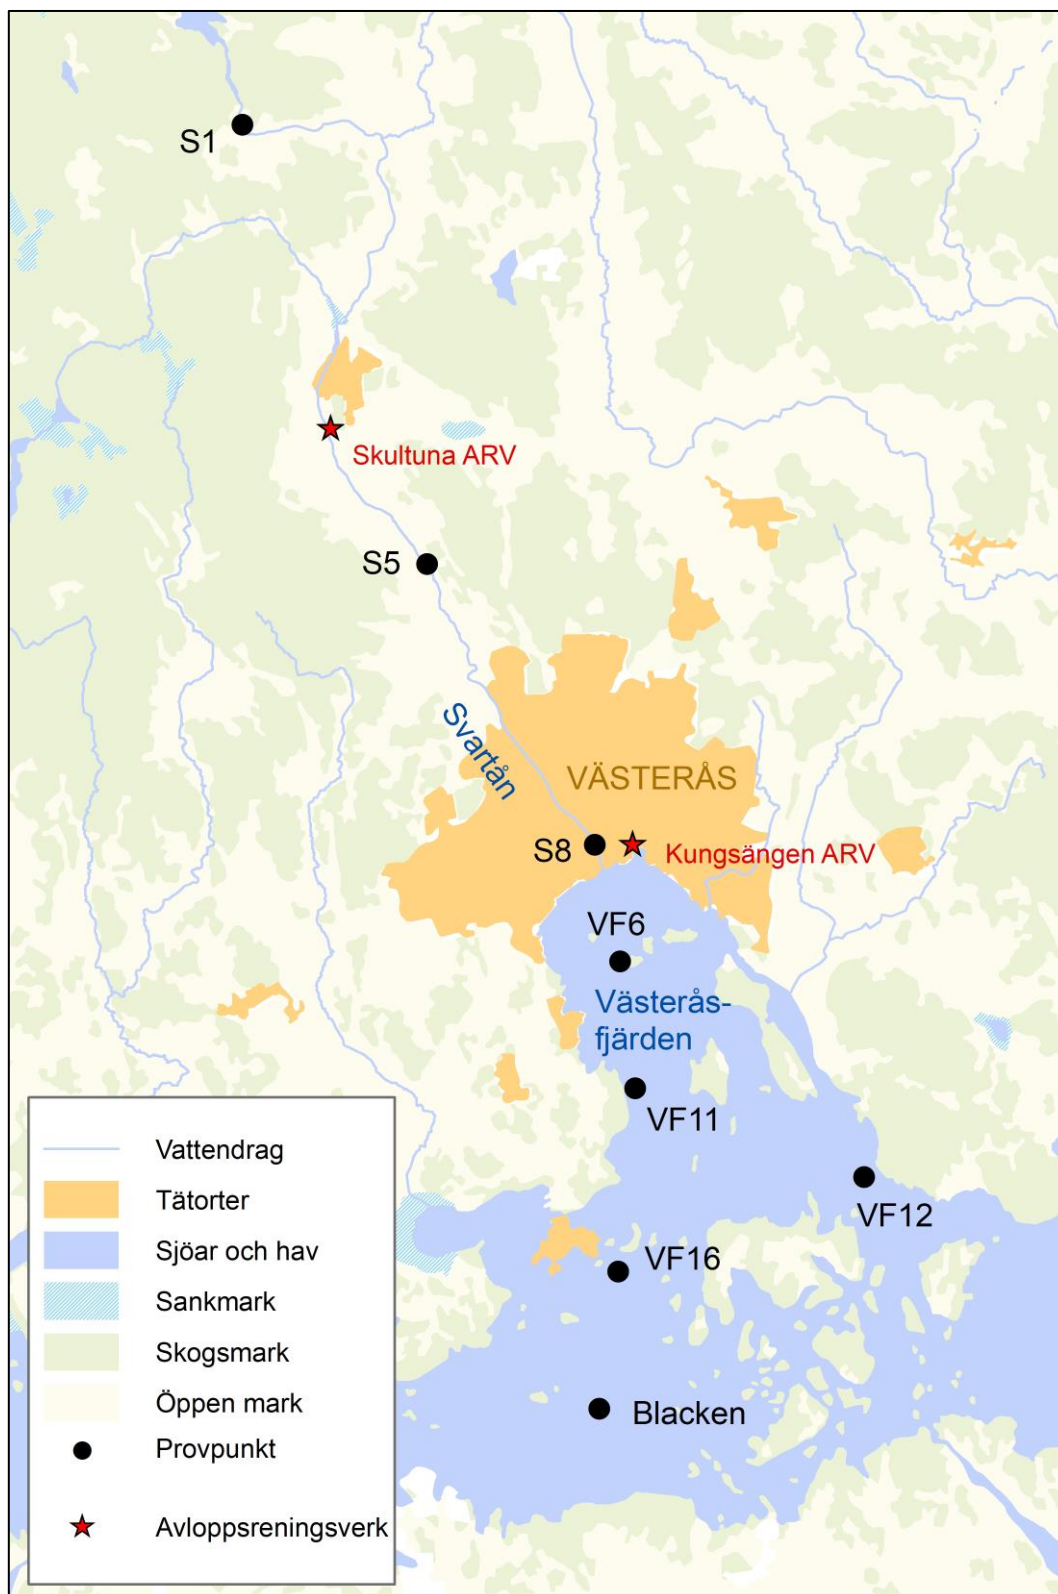 S1
Skultuna ARV
S5
Svartån
VÄSTERÅS
S8
Kungsängen ARV
VF6
Västerås-
fjärden
VF11
VF12
VF16
Blacken
Vattendrag
Tätorter
Sjöar och hav
Sankmark
Skogsmark
Öppen mark
Provpunkt
Avloppsreningsverk